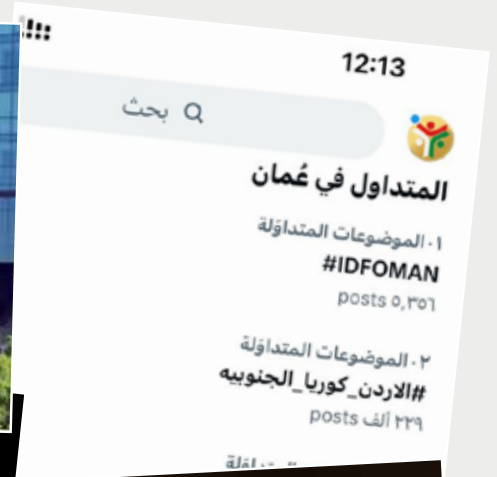 12:13
بحث
المتداول في عُمان
١ · الموضوعات المتداوَلة
#IDFOMAN
٥,٣٥٦ posts
٢ · الموضوعات المتداوَلة
#الاردن_كوريا_الجنوبيه
٢٢٩ ألف posts